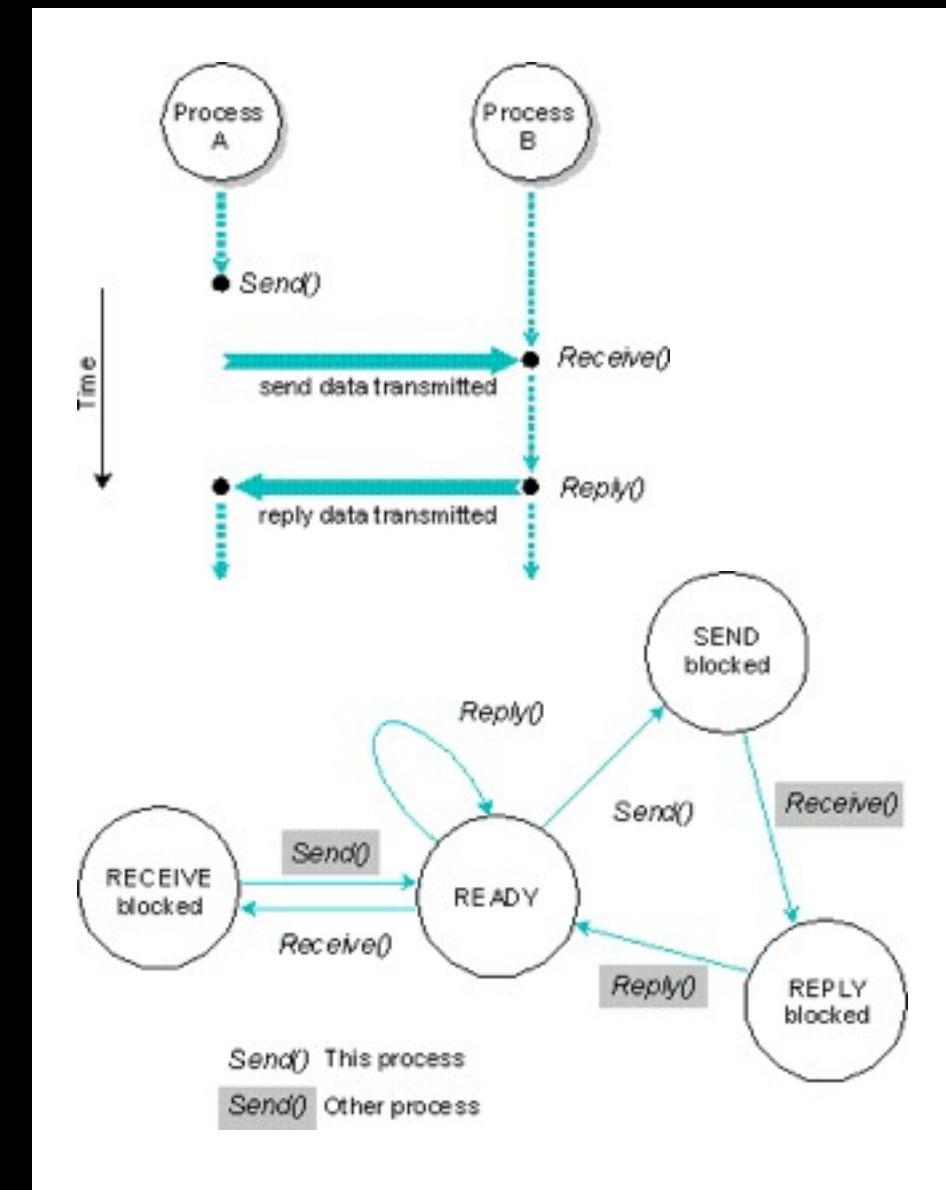 Process
A
Process
B
Send()
Time
Receive()
send data transmitted
Reply()
reply data transmitted
SEND
blocked
Reply()
Send()
Receive()
Send()
RECEIVE
blocked
READY
Receive()
Reply()
REPLY
blocked
Send() This process
Send() Other process